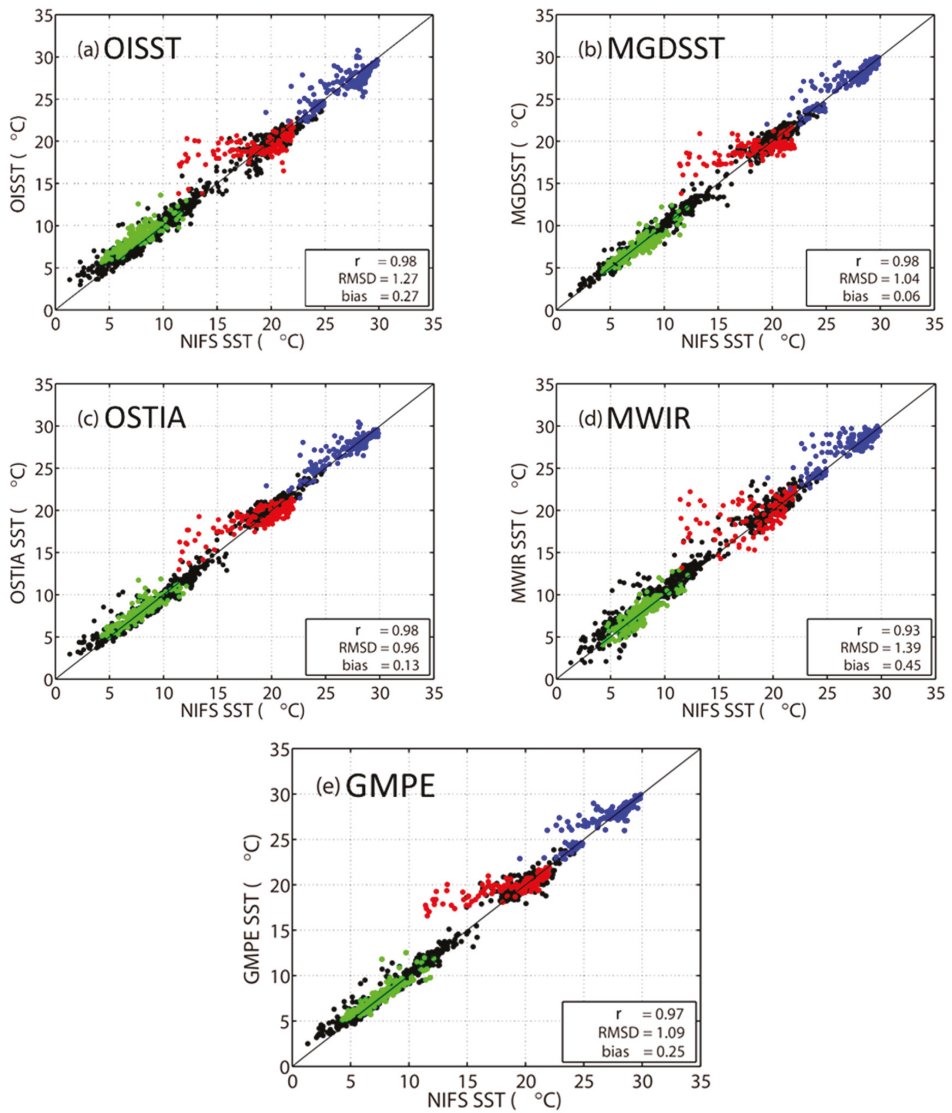 (a) OISST
35
30
25
20
15
10
5
0
OISST ( °C)
r = 0.98
RMSD = 1.27
bias = 0.27
0 5 10 15 20 25 30 35
NIFS SST ( °C)
(b) MGDSST
35
30
25
20
15
10
5
0
MGDSST ( °C)
r = 0.98
RMSD = 1.04
bias = 0.06
0 5 10 15 20 25 30 35
NIFS SST ( °C)
(c) OSTIA
35
30
25
20
15
10
5
0
OSTIA SST ( °C)
r = 0.98
RMSD = 0.96
bias = 0.13
0 5 10 15 20 25 30 35
NIFS SST ( °C)
(d) MWIR
35
30
25
20
15
10
5
0
MWIR SST ( °C)
r = 0.93
RMSD = 1.39
bias = 0.45
0 5 10 15 20 25 30 35
NIFS SST ( °C)
(e) GMPE
35
30
25
20
15
10
5
0
GMPE SST ( °C)
r = 0.97
RMSD = 1.09
bias = 0.25
0 5 10 15 20 25 30 35
NIFS SST ( °C)